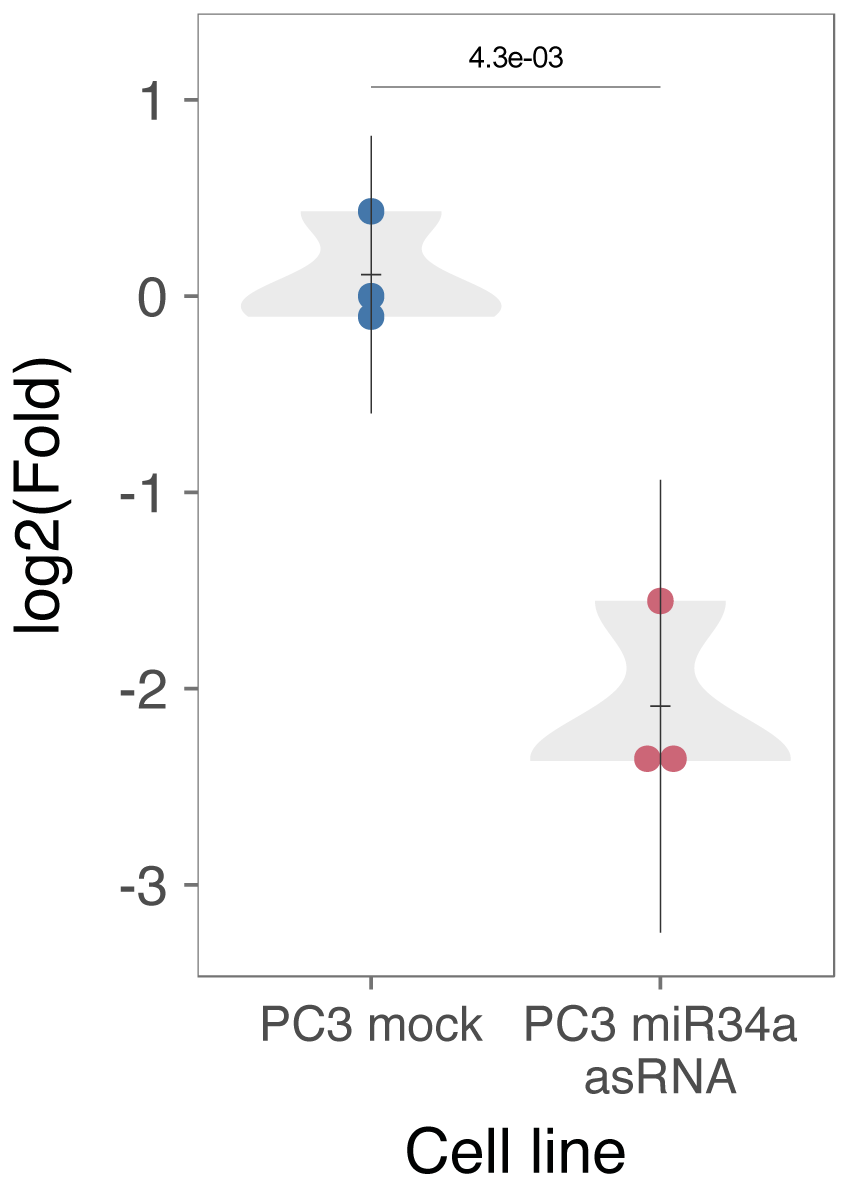 4.3e-03
1
0
-1
-2
-3
log2(Fold)
PC3 mock
PC3 miR34a
asRNA
Cell line